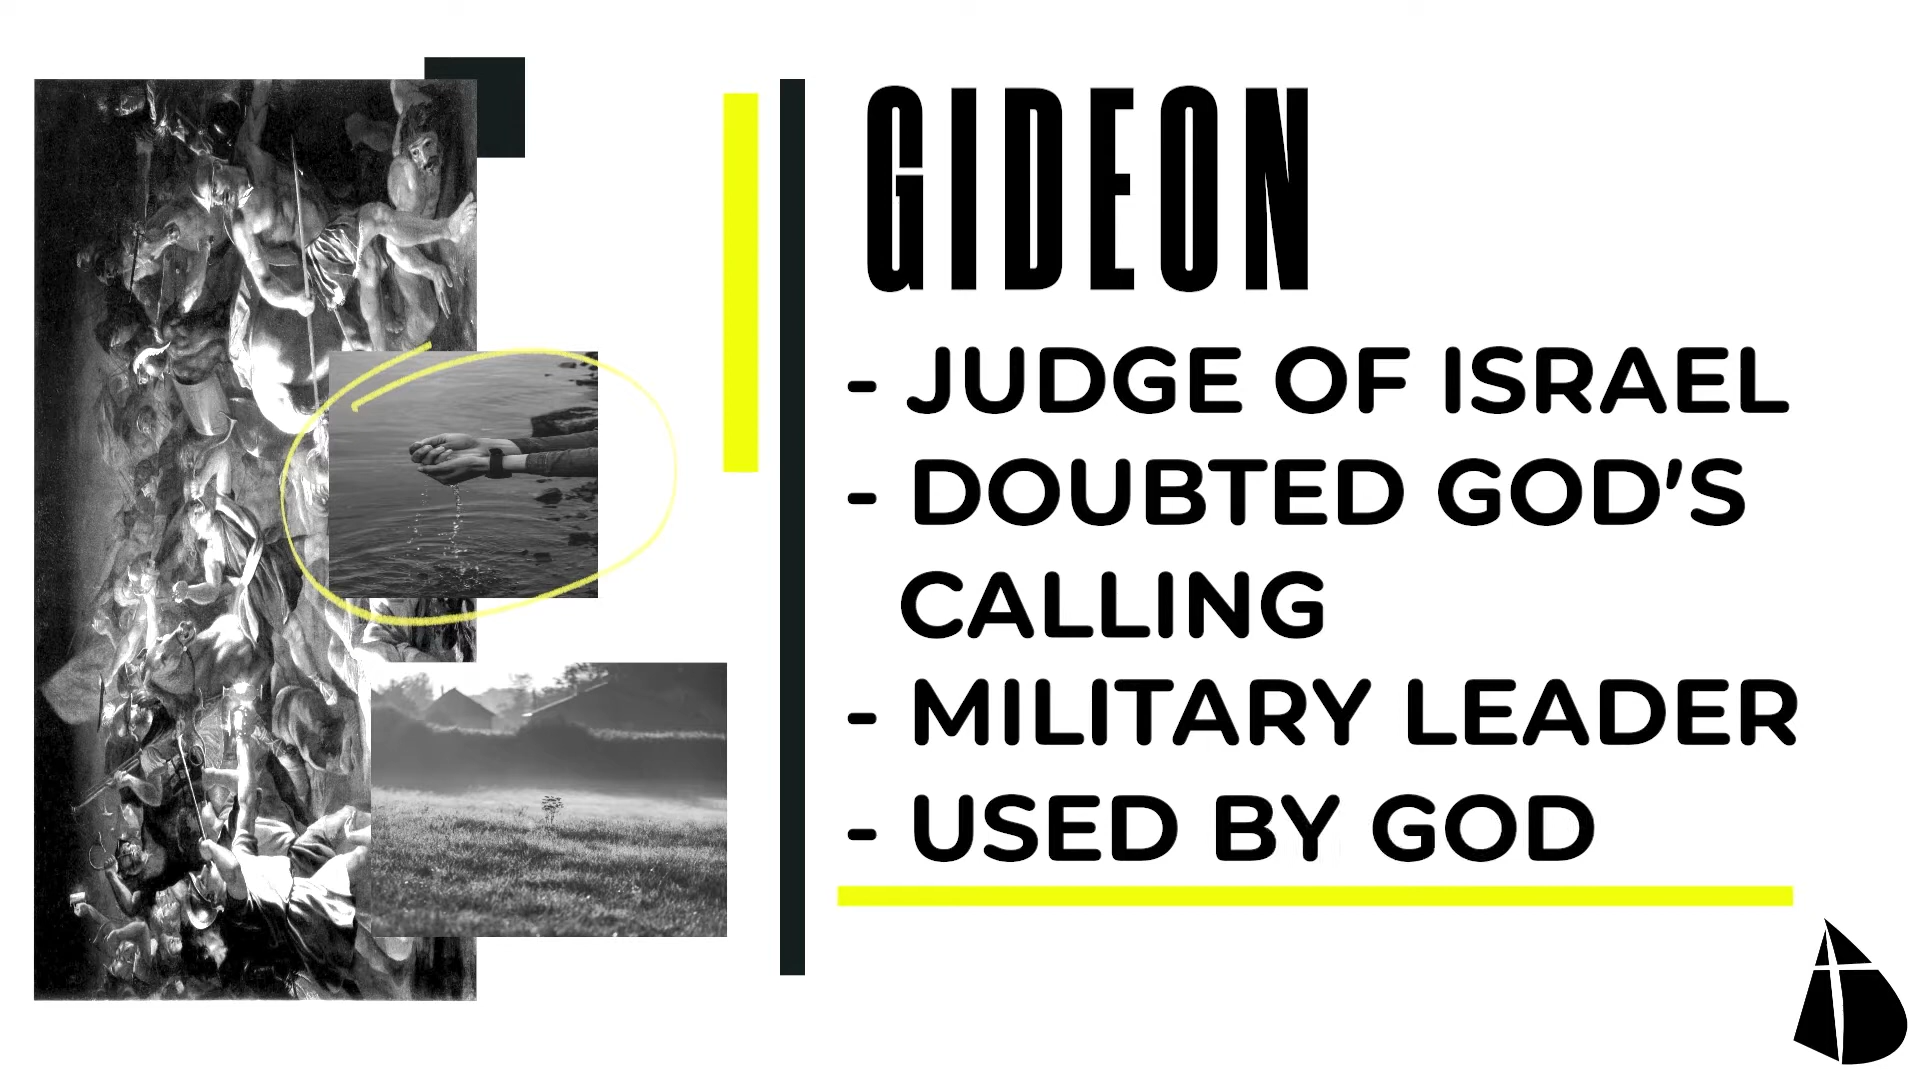 GIDEON
- JUDGE OF ISRAEL
- DOUBTED GOD'S
CALLING
- MILITARY LEADER
- USED BY GOD